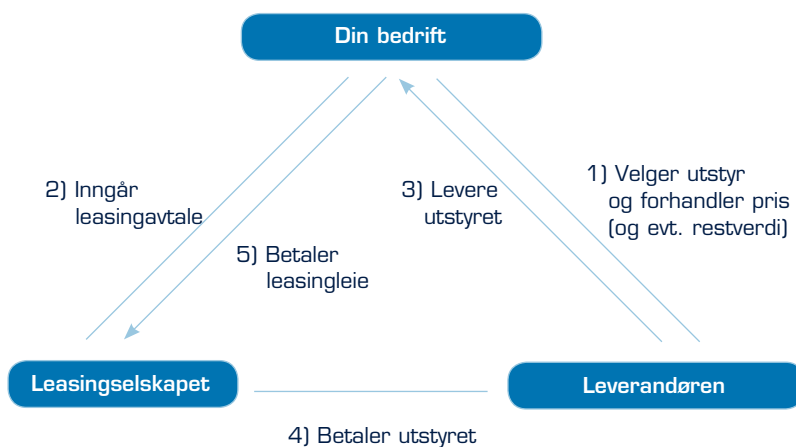 Din bedrift
1) Velger utstyr
og forhandler pris
(og evt. restverdi)
2) Inngår
leasingavtale
3) Levere
utstyret
5) Betaler
leasingleie
Leasingselskapet
Leverandøren
4) Betaler utstyret